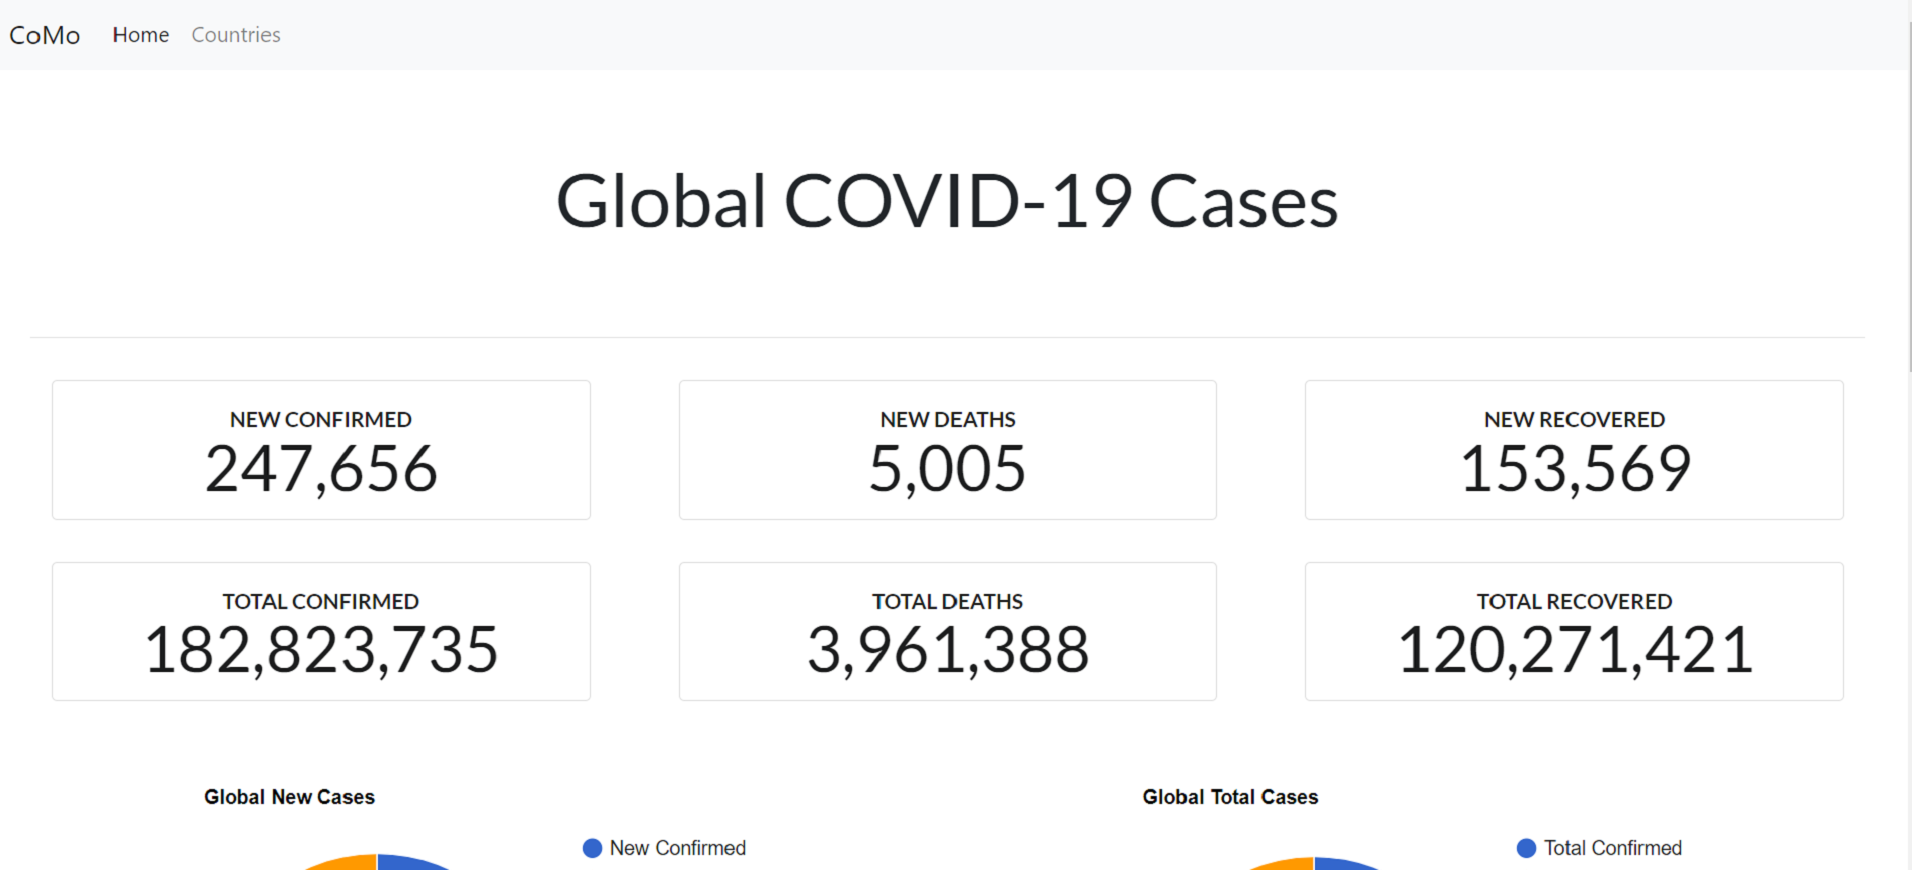 CoMo Home Countries
Global COVID-19 Cases
NEW CONFIRMED
247,656
NEW DEATHS
5,005
NEW RECOVERED
153,569
TOTAL CONFIRMED
182,823,735
TOTAL DEATHS
3,961,388
TOTAL RECOVERED
120,271,421
Global New Cases
New Confirmed
Global Total Cases
Total Confirmed